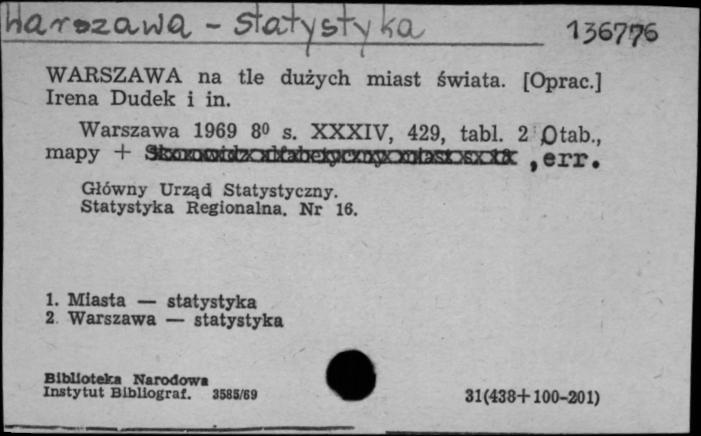 Warszawa - statystyka 136776
WARSZAWA na tle dużych miast świata. [Oprac.]
Irena Dudek i in.
Warszawa 1969 8⁰ s. XXXIV, 429, tabl. 2 tab.,
mapy + , err.
Główny Urząd Statystyczny.
Statystyka Regionalna. Nr 16.
1. Miasta — statystyka
2 Warszawa — statystyka
Biblioteka Narodowa
Instytut Bibliograf. 3585/69
31(438+100-201)